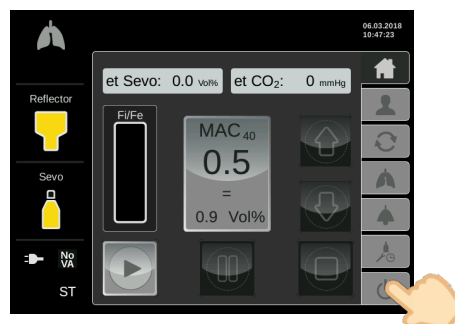 06.03.2018
10:47:23
et Sevo: 0.0 Vol%
et CO₂: 0 mmHg
Reflector
Fi/Fe
MAC₄₀
0.5
=
0.9 Vol%
Sevo
No
VA
ST